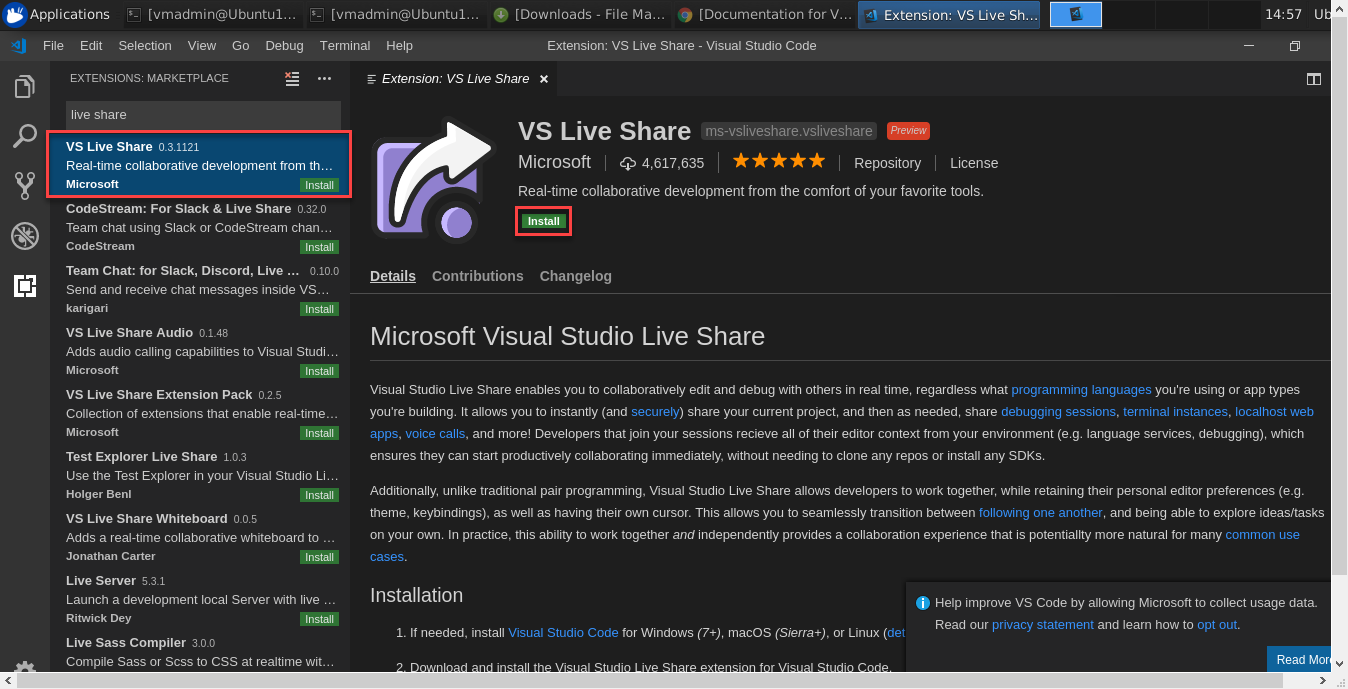 Applications [vmadmin@Ubuntu1... [vmadmin@Ubuntu1... [Downloads - File Ma... [Documentation for V... Extension: VS Live Sh... 14:57 Ub
File Edit Selection View Go Debug Terminal Help Extension: VS Live Share - Visual Studio Code
EXTENSIONS: MARKETPLACE
live share
VS Live Share 0.3.1121
Real-time collaborative development from th…
Microsoft Install
CodeStream: For Slack & Live Share 0.32.0
Team chat using Slack or CodeStream chan…
CodeStream Install
Team Chat: for Slack, Discord, Live … 0.10.0
Send and receive chat messages inside VS…
karigari Install
VS Live Share Audio 0.1.48
Adds audio calling capabilities to Visual Studi…
Microsoft Install
VS Live Share Extension Pack 0.2.5
Collection of extensions that enable real-time…
Microsoft Install
Test Explorer Live Share 1.0.3
Use the Test Explorer in your Visual Studio Li…
Holger Benl Install
VS Live Share Whiteboard 0.0.5
Adds a real-time collaborative whiteboard to …
Jonathan Carter Install
Live Server 5.3.1
Launch a development local Server with live …
Ritwick Dey Install
Live Sass Compiler 3.0.0
Compile Sass or Scss to CSS at realtime wit…
Extension: VS Live Share
VS Live Share ms-vsliveshare.vsliveshare Preview
Microsoft 4,617,635 Repository License
Real-time collaborative development from the comfort of your favorite tools.
Install
Details Contributions Changelog
Microsoft Visual Studio Live Share
Visual Studio Live Share enables you to collaboratively edit and debug with others in real time, regardless what programming languages you're using or app types
you're building. It allows you to instantly (and securely) share your current project, and then as needed, share debugging sessions, terminal instances, localhost web
apps, voice calls, and more! Developers that join your sessions recieve all of their editor context from your environment (e.g. language services, debugging), which
ensures they can start productively collaborating immediately, without needing to clone any repos or install any SDKs.
Additionally, unlike traditional pair programming, Visual Studio Live Share allows developers to work together, while retaining their personal editor preferences (e.g.
theme, keybindings), as well as having their own cursor. This allows you to seamlessly transition between following one another, and being able to explore ideas/tasks
on your own. In practice, this ability to work together and independently provides a collaboration experience that is potentiallty more natural for many common use
cases.
Installation
1. If needed, install Visual Studio Code for Windows (7+), macOS (Sierra+), or Linux (det
2. Download and install the Visual Studio Live Share extension for Visual Studio Code.
Help improve VS Code by allowing Microsoft to collect usage data.
Read our privacy statement and learn how to opt out.
Read More